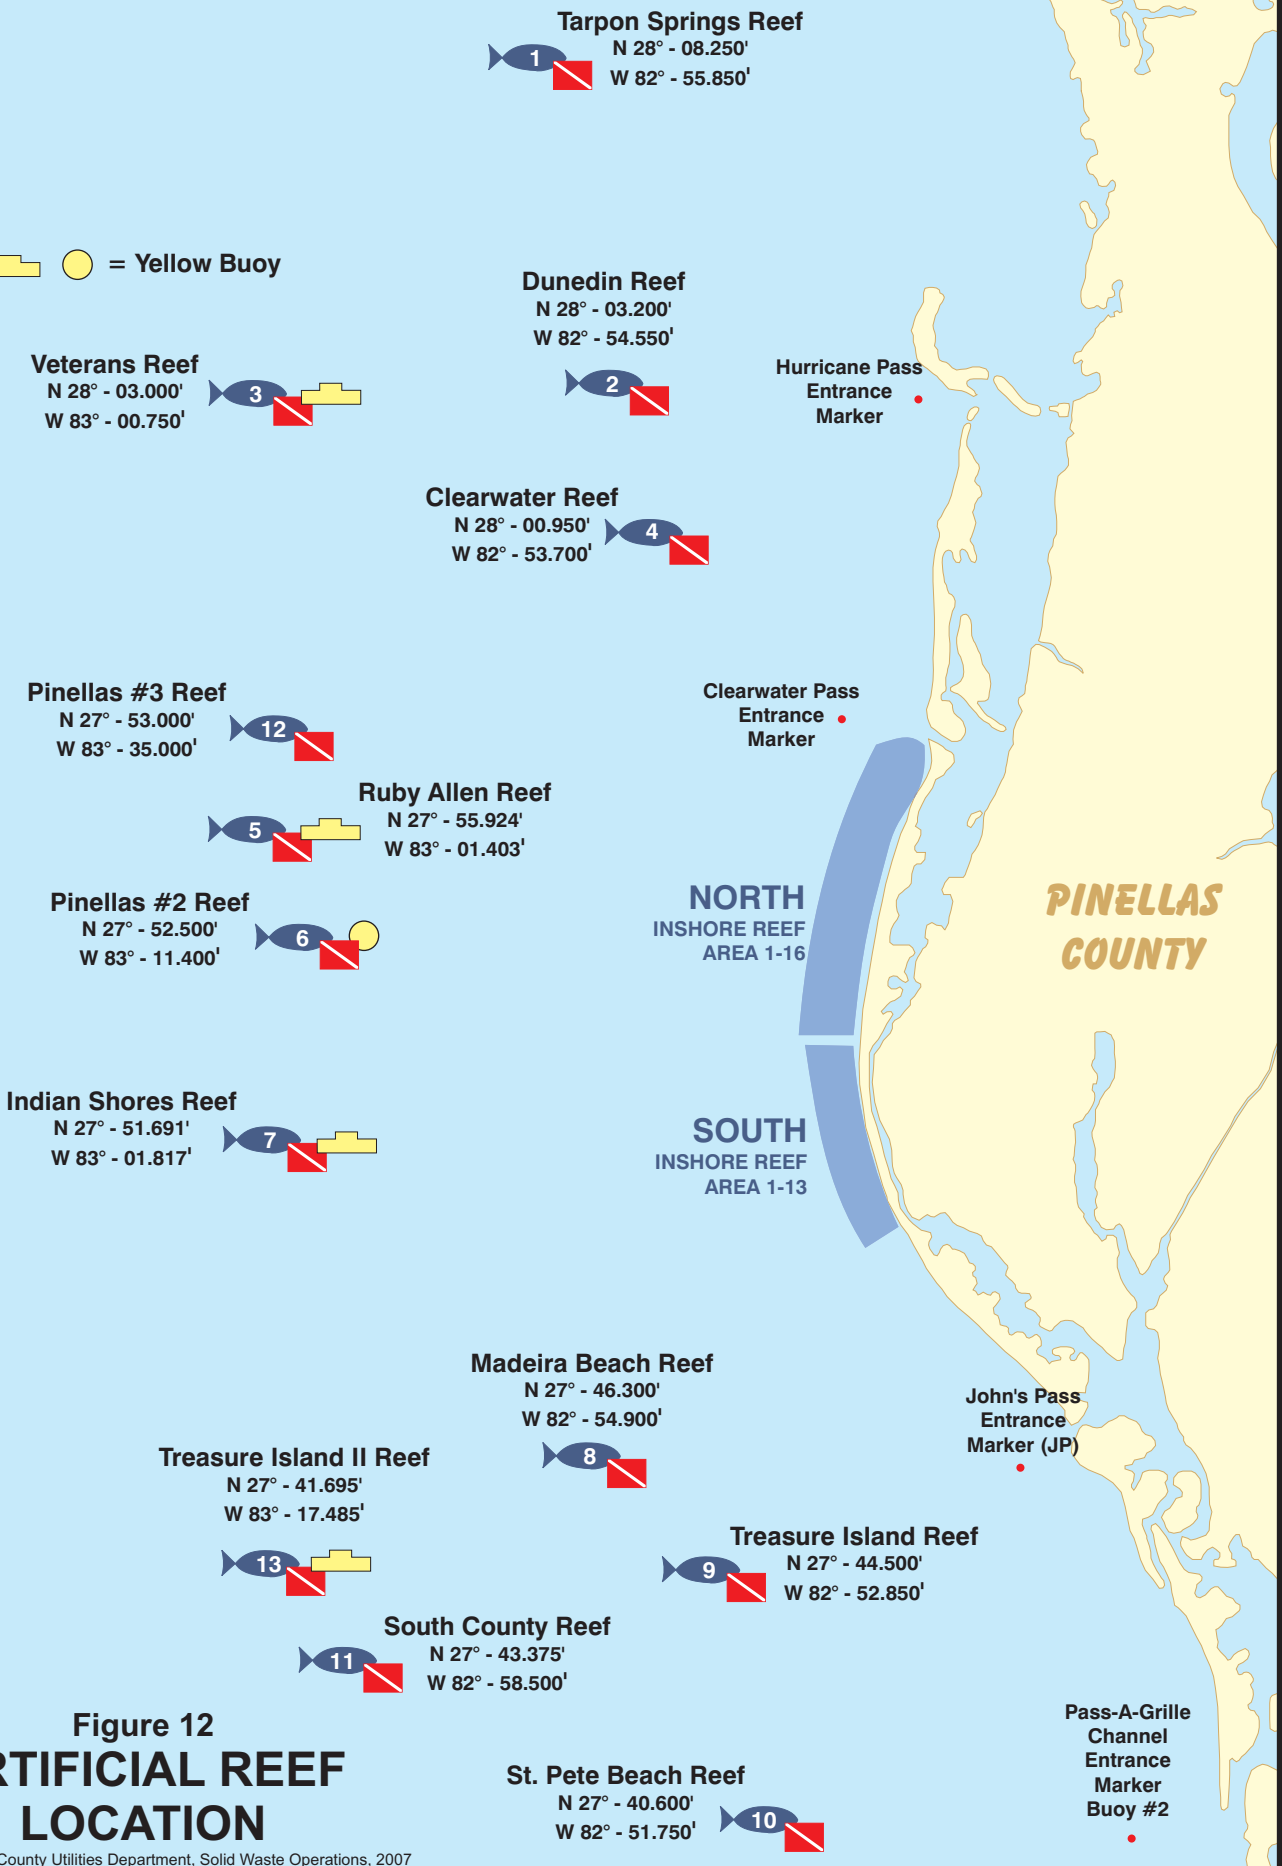 Tarpon Springs Reef
N 28° - 08.250'
W 82° - 55.850'
1
= Yellow Buoy
Dunedin Reef
N 28° - 03.200'
W 82° - 54.550'
2
Veterans Reef
N 28° - 03.000'
W 83° - 00.750'
3
Hurricane Pass
Entrance
Marker
Clearwater Reef
N 28° - 00.950'
W 82° - 53.700'
4
Pinellas #3 Reef
N 27° - 53.000'
W 83° - 35.000'
12
Clearwater Pass
Entrance
Marker
Ruby Allen Reef
N 27° - 55.924'
W 83° - 01.403'
5
Pinellas #2 Reef
N 27° - 52.500'
W 83° - 11.400'
6
NORTH
INSHORE REEF
AREA 1-16
PINELLAS
COUNTY
Indian Shores Reef
N 27° - 51.691'
W 83° - 01.817'
7
SOUTH
INSHORE REEF
AREA 1-13
Madeira Beach Reef
N 27° - 46.300'
W 82° - 54.900'
8
John's Pass
Entrance
Marker (JP)
Treasure Island II Reef
N 27° - 41.695'
W 83° - 17.485'
13
Treasure Island Reef
N 27° - 44.500'
W 82° - 52.850'
9
South County Reef
N 27° - 43.375'
W 82° - 58.500'
11
Pass-A-Grille
Channel
Entrance
Marker
Buoy #2
St. Pete Beach Reef
N 27° - 40.600'
W 82° - 51.750'
10
Figure 12
RTIFICIAL REEF
LOCATION
County Utilities Department, Solid Waste Operations, 2007